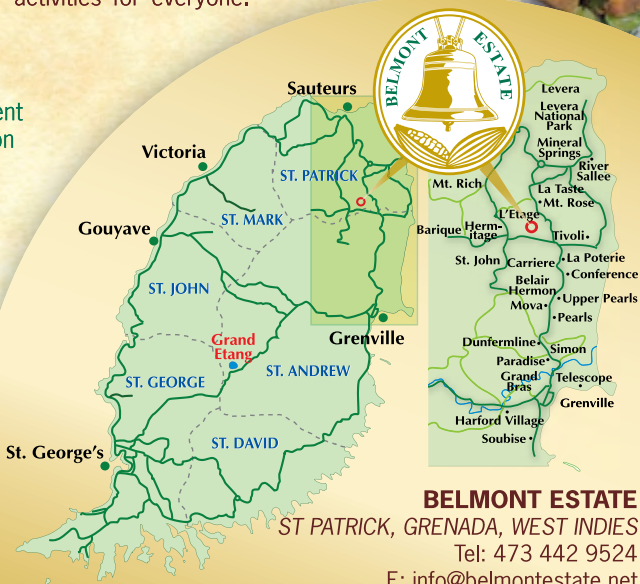 activities for everyone.
ent
on
BELMONT ESTATE
Sauteurs
Victoria
Gouyave
St. George's
Grenville
ST. PATRICK
ST. MARK
ST. JOHN
Grand
Etang
ST. GEORGE
ST. ANDREW
ST. DAVID
Levera
Levera
National
Park
Mineral
Springs
River
Sallee
Mt. Rich
La Taste
Mt. Rose
L'Etage
Barique
Herm-
itage
Tivoli
St. John
Carriere
La Poterie
Conference
Belair
Hermon
Mova
Upper Pearls
Pearls
Dunfermline
Simon
Paradise
Grand
Bras
Telescope
Grenville
Harford Village
Soubise
BELMONT ESTATE
ST PATRICK, GRENADA, WEST INDIES
Tel: 473 442 9524
E: info@belmontestate.net